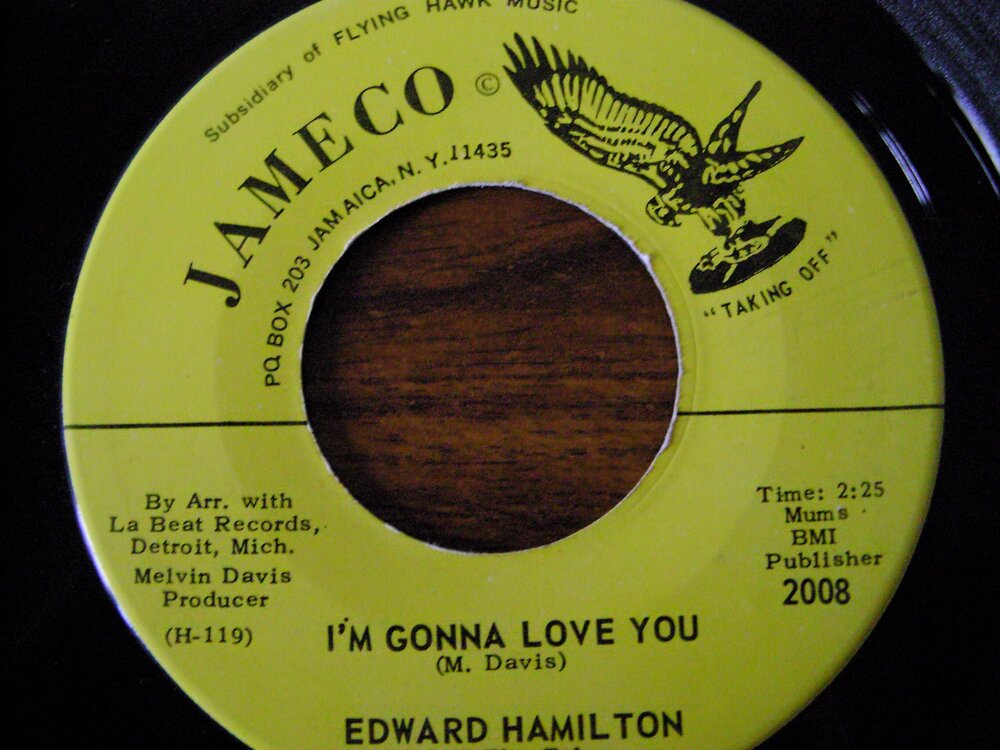 Subsidiary of FLYING HAWK MUSIC
JAMECO ©
PO BOX 203 JAMAICA, N. Y. 11435
"TAKING OFF"
By Arr. with
La Beat Records,
Detroit, Mich.
Melvin Davis
Producer
(H-119)
Time: 2:25
Mums
BMI
Publisher
2008
I'M GONNA LOVE YOU
(M. Davis)
EDWARD HAMILTON